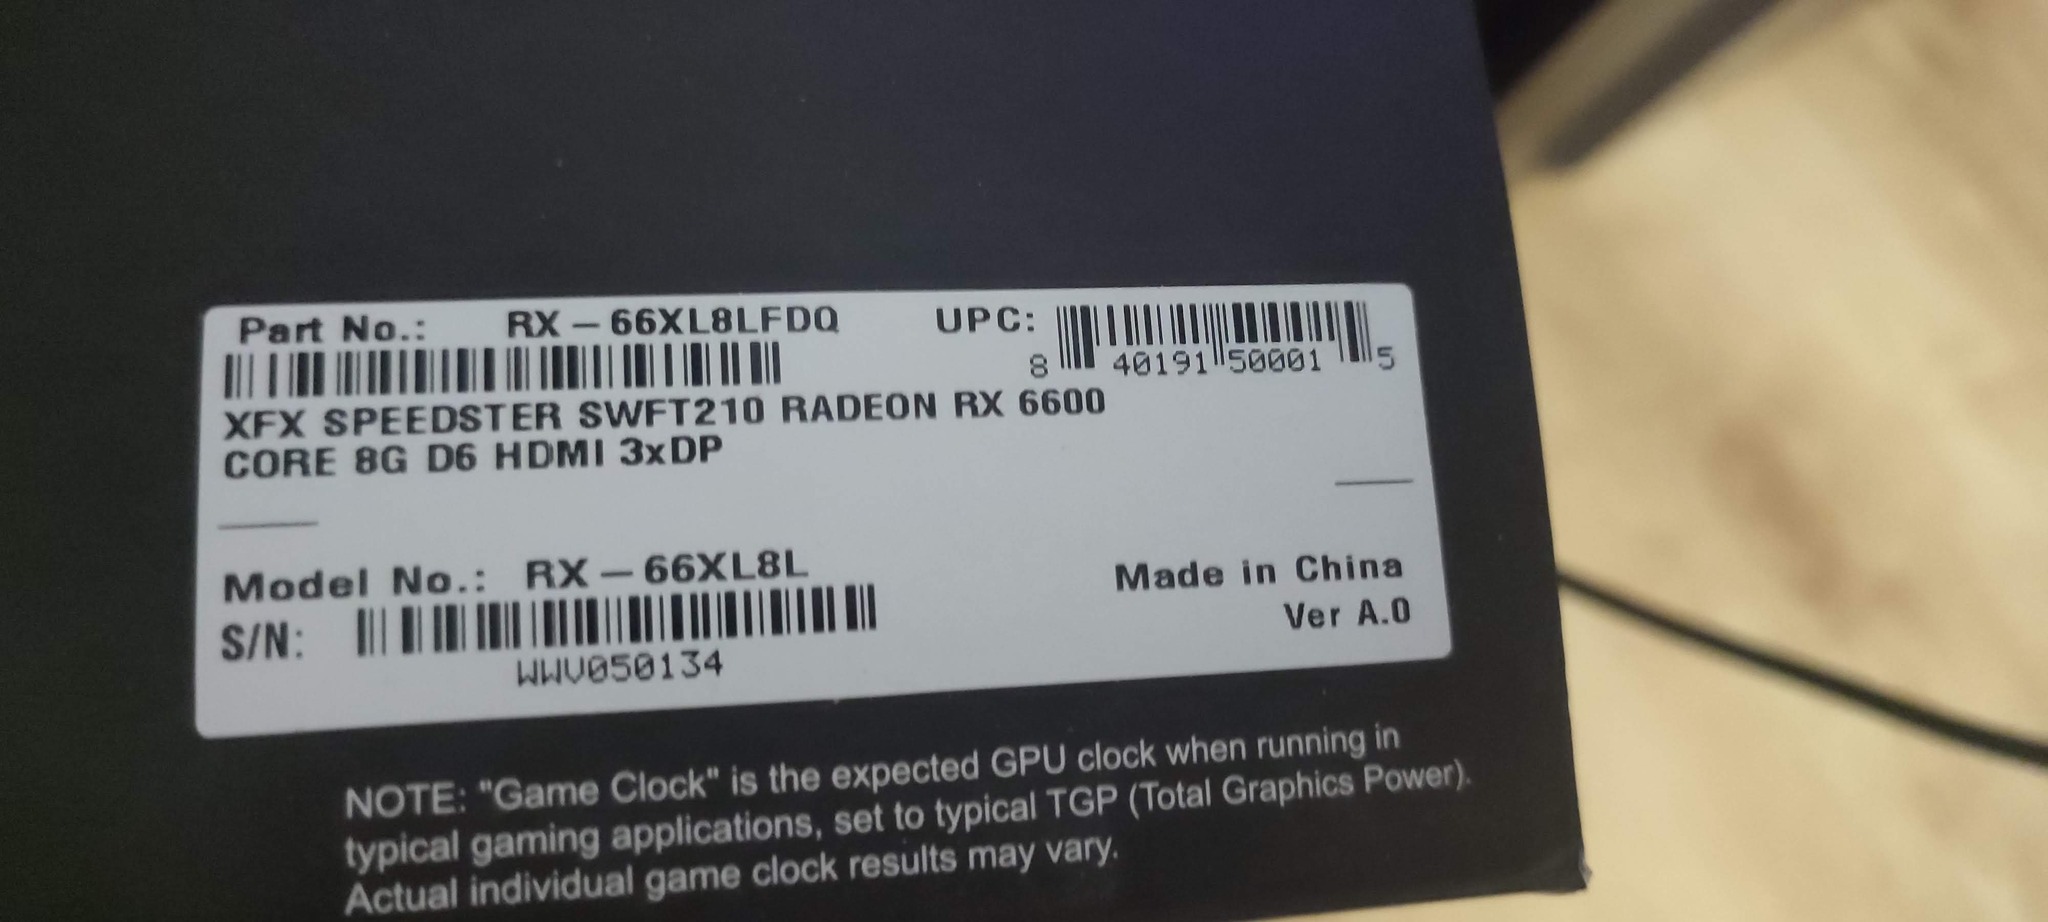 Part No.: RX-66XL8LFDQ UPC: 8 40191 50001 5
XFX SPEEDSTER SWFT210 RADEON RX 6600
CORE 8G D6 HDMI 3xDP
Model No.: RX-66XL8L Made in China
S/N: Ver A.0
WWV050134
NOTE: "Game Clock" is the expected GPU clock when running in
typical gaming applications, set to typical TGP (Total Graphics Power).
Actual individual game clock results may vary.